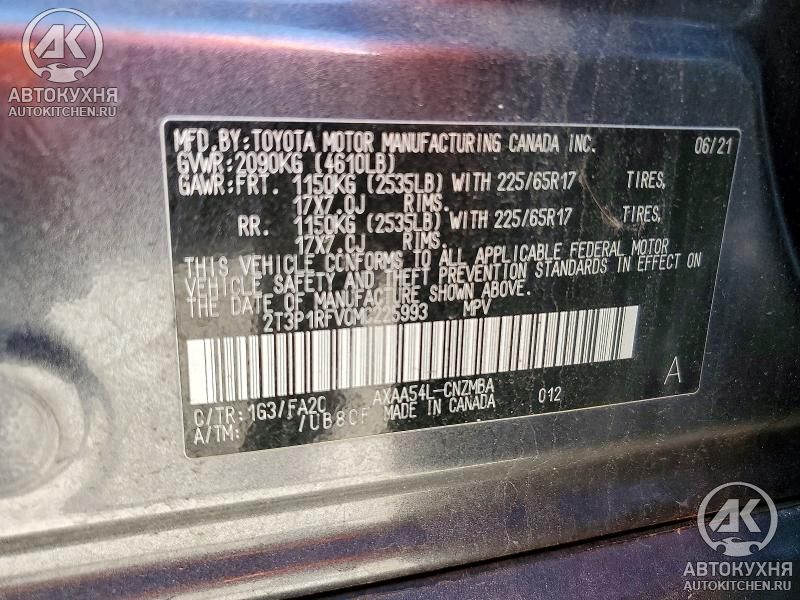 АК
АВТОКУХНЯ
AUTOKITCHEN.RU
MFD. BY: TOYOTA MOTOR MANUFACTURING CANADA INC. 06/21
GVWR: 2090KG (4610LB)
GAWR: FRT. 1150KG (2535LB) WITH 225/65R17 TIRES,
17X7.0J RIMS.
RR. 1150KG (2535LB) WITH 225/65R17 TIRES,
17X7.0J RIMS.
THIS VEHICLE CONFORMS TO ALL APPLICABLE FEDERAL MOTOR
VEHICLE SAFETY AND THEFT PREVENTION STANDARDS IN EFFECT ON
THE DATE OF MANUFACTURE SHOWN ABOVE.
2T3P1RFV0MC225993 MPV
C/TR: 1G3/FA20 AXAA54L-CNZMBA 012 A
A/TM: /UB80F MADE IN CANADA
АК
АВТОКУХНЯ
AUTOKITCHEN.RU